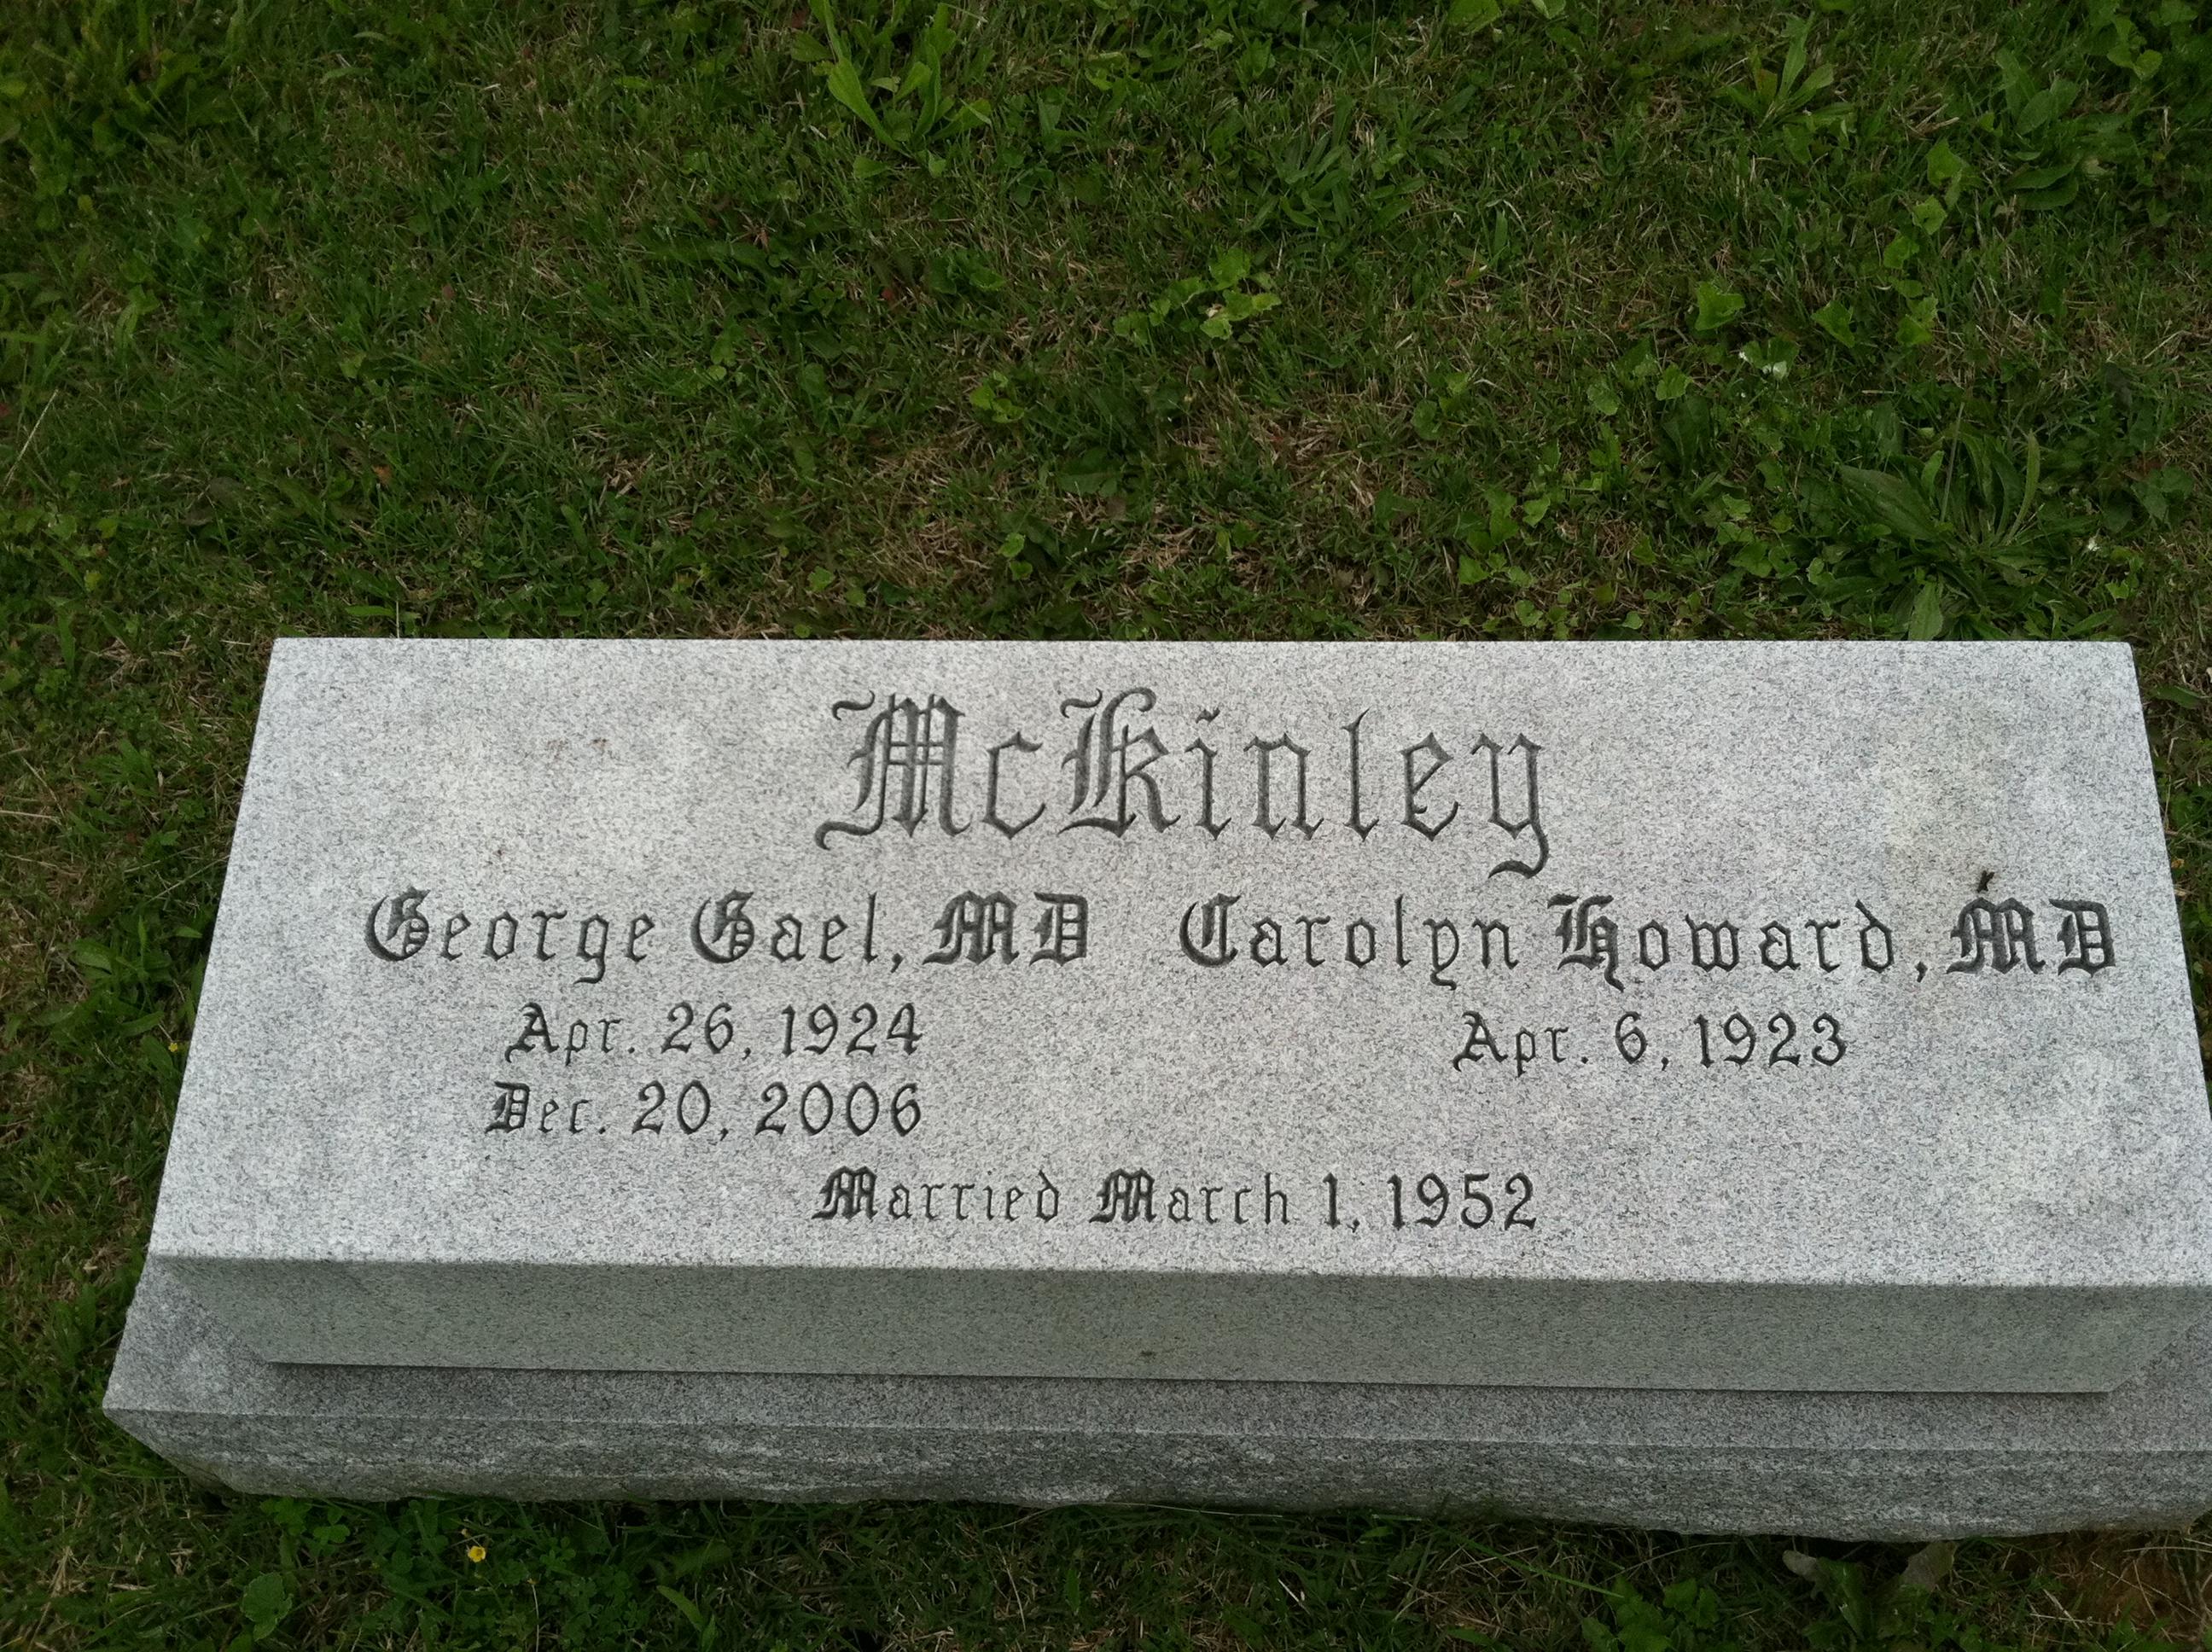 McKinley
George Gael, MD Carolyn Howard, MD
Apr. 26, 1924 Apr. 6, 1923
Dec. 20, 2006
Married March 1, 1952